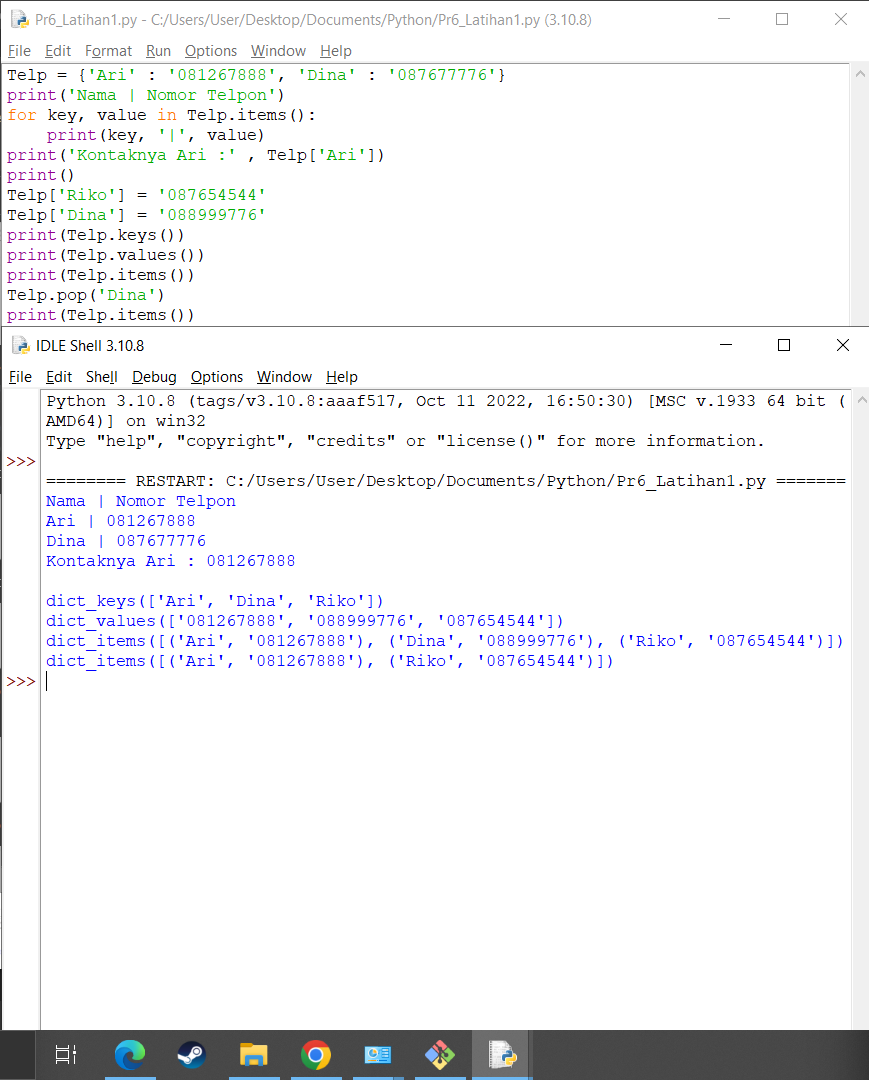 Pr6_Latihan1.py - C:/Users/User/Desktop/Documents/Python/Pr6_Latihan1.py (3.10.8)
File Edit Format Run Options Window Help
Telp = {'Ari' : '081267888', 'Dina' : '087677776'}
print('Nama | Nomor Telpon')
for key, value in Telp.items():
    print(key, '|', value)
print('Kontaknya Ari :' , Telp['Ari'])
print()
Telp['Riko'] = '087654544'
Telp['Dina'] = '088999776'
print(Telp.keys())
print(Telp.values())
print(Telp.items())
Telp.pop('Dina')
print(Telp.items())
IDLE Shell 3.10.8
File Edit Shell Debug Options Window Help
Python 3.10.8 (tags/v3.10.8:aaaf517, Oct 11 2022, 16:50:30) [MSC v.1933 64 bit (
AMD64)] on win32
Type "help", "copyright", "credits" or "license()" for more information.
>>>
======== RESTART: C:/Users/User/Desktop/Documents/Python/Pr6_Latihan1.py =======
Nama | Nomor Telpon
Ari | 081267888
Dina | 087677776
Kontaknya Ari : 081267888
dict_keys(['Ari', 'Dina', 'Riko'])
dict_values(['081267888', '088999776', '087654544'])
dict_items([('Ari', '081267888'), ('Dina', '088999776'), ('Riko', '087654544')])
dict_items([('Ari', '081267888'), ('Riko', '087654544')])
>>>